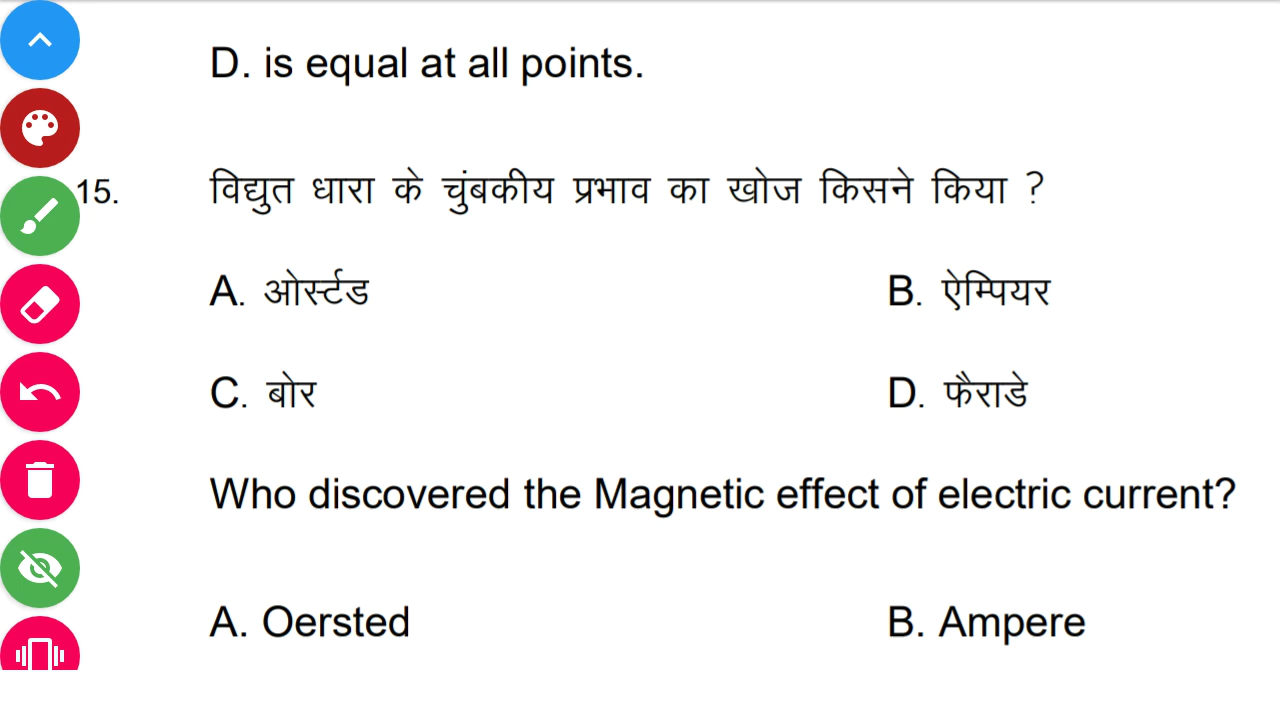 D. is equal at all points.
15. विद्युत धारा के चुंबकीय प्रभाव का खोज किसने किया ?
A. ओर्स्टड B. ऐम्पियर
C. बोर D. फैराडे
Who discovered the Magnetic effect of electric current?
A. Oersted B. Ampere